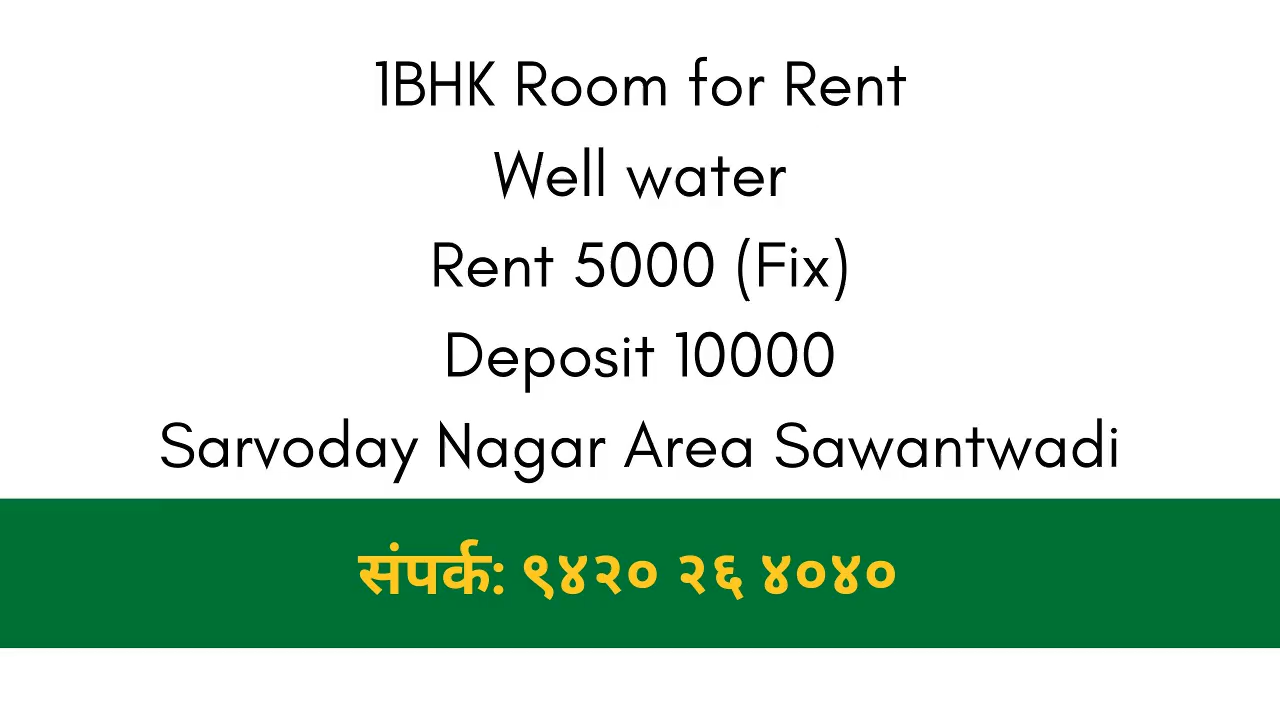 1BHK Room for Rent
Well water
Rent 5000 (Fix)
Deposit 10000
Sarvoday Nagar Area Sawantwadi
संपर्क: ९४२० २६ ४०४०